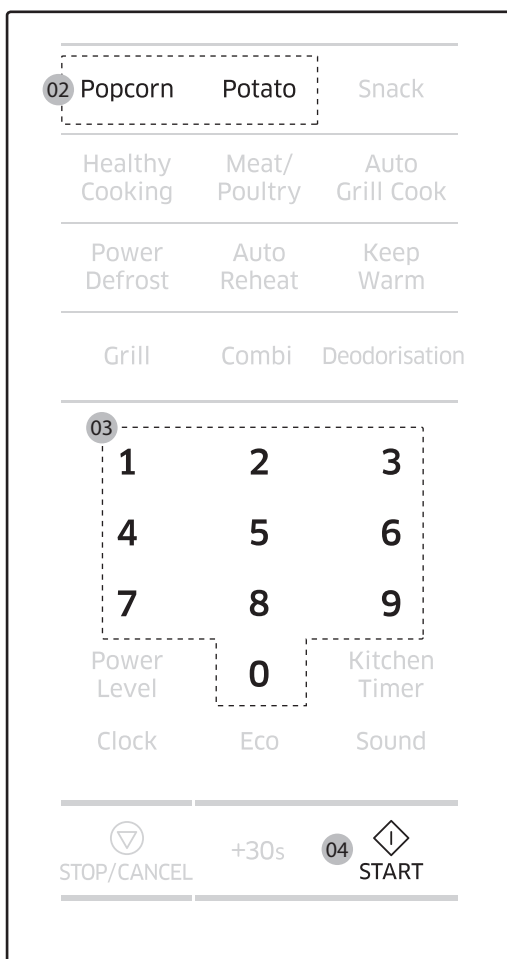 02 Popcorn Potato Snack
Healthy Cooking Meat/ Poultry Auto Grill Cook
Power Defrost Auto Reheat Keep Warm
Grill Combi Deodorisation
03
1 2 3
4 5 6
7 8 9
Power Level 0 Kitchen Timer
Clock Eco Sound
STOP/CANCEL +30s 04 START